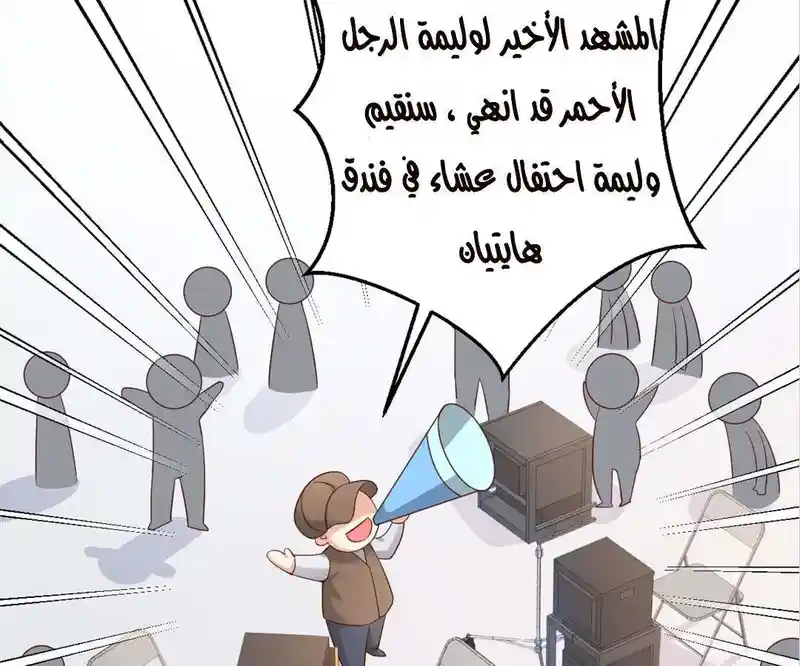 المشهد الأخير لوليمة الرجل
الأحمر قد انهي ، سنقيم
وليمة احتفال عشاء في فندق
هايتيان